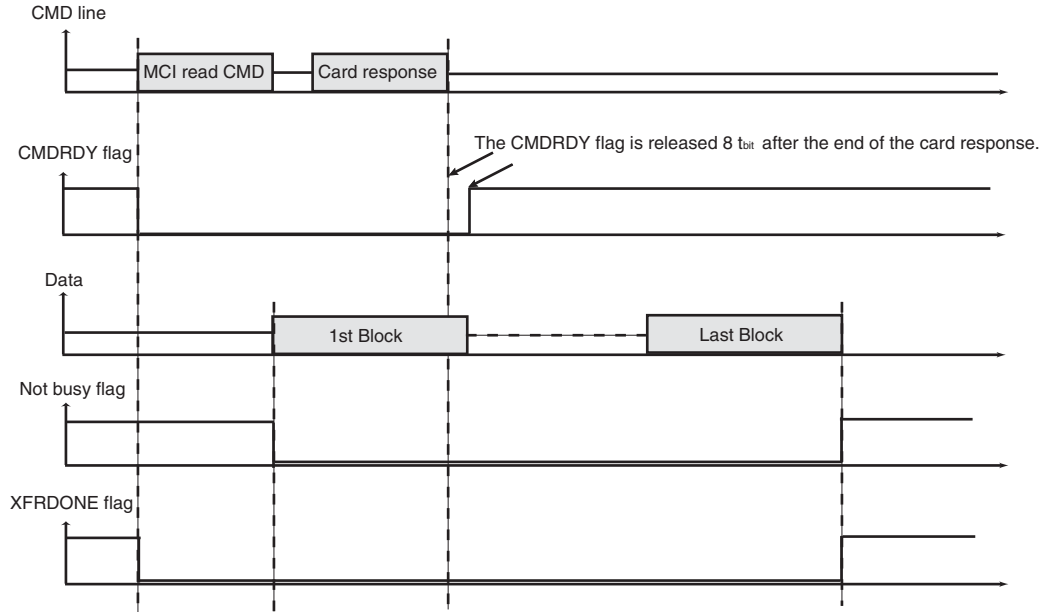 CMD line
MCI read CMD
Card response
The CMDRDY flag is released 8 tbit after the end of the card response.
CMDRDY flag
Data
1st Block
Last Block
Not busy flag
XFRDONE flag